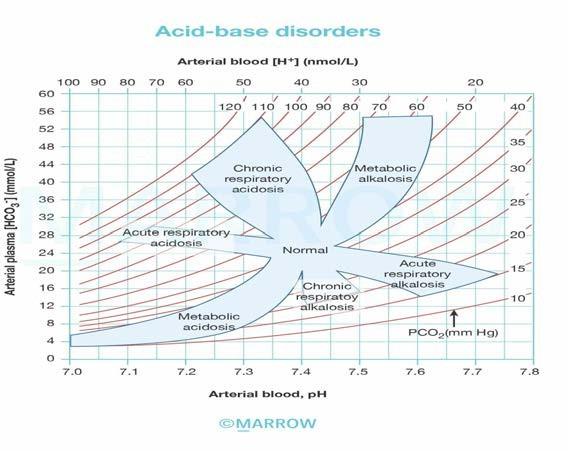 Acid-base disorders
Arterial blood [H⁺] (nmol/L)
100 90 80 70 60 50 40 30 20
60
56
52
48
44
40
36
32
28
24
20
16
12
8
4
0
120 110 100 90 80 70 60 50 40
35
30
25
20
15
10
Arterial plasma [HCO₃⁻] (mmol/L)
Chronic
respiratory
acidosis
Metabolic
alkalosis
Acute respiratory
acidosis
Normal
Acute
respiratory
alkalosis
Chronic
respiratoy
alkalosis
Metabolic
acidosis
PCO₂(mm Hg)
7.0 7.1 7.2 7.3 7.4 7.5 7.6 7.7 7.8
Arterial blood, pH
MARROW
©MARROW